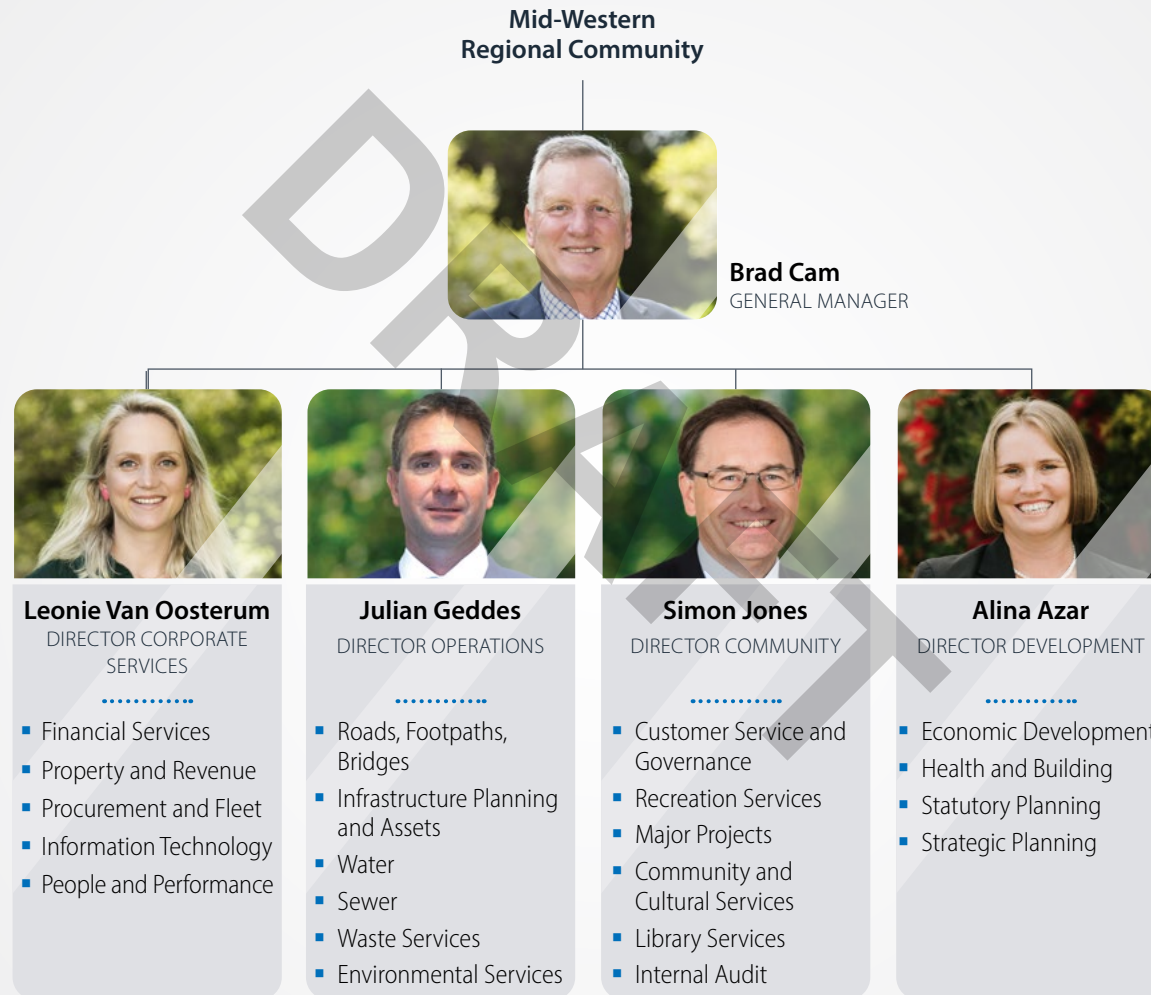 Mid-Western
Regional Community
Brad Cam
GENERAL MANAGER
Leonie Van Oosterum
DIRECTOR CORPORATE
SERVICES
Financial Services
Property and Revenue
Procurement and Fleet
Information Technology
People and Performance
Julian Geddes
DIRECTOR OPERATIONS
Roads, Footpaths,
Bridges
Infrastructure Planning
and Assets
Water
Sewer
Waste Services
Environmental Services
Simon Jones
DIRECTOR COMMUNITY
Customer Service and
Governance
Recreation Services
Major Projects
Community and
Cultural Services
Library Services
Internal Audit
Alina Azar
DIRECTOR DEVELOPMENT
Economic Development
Health and Building
Statutory Planning
Strategic Planning
DRAFT